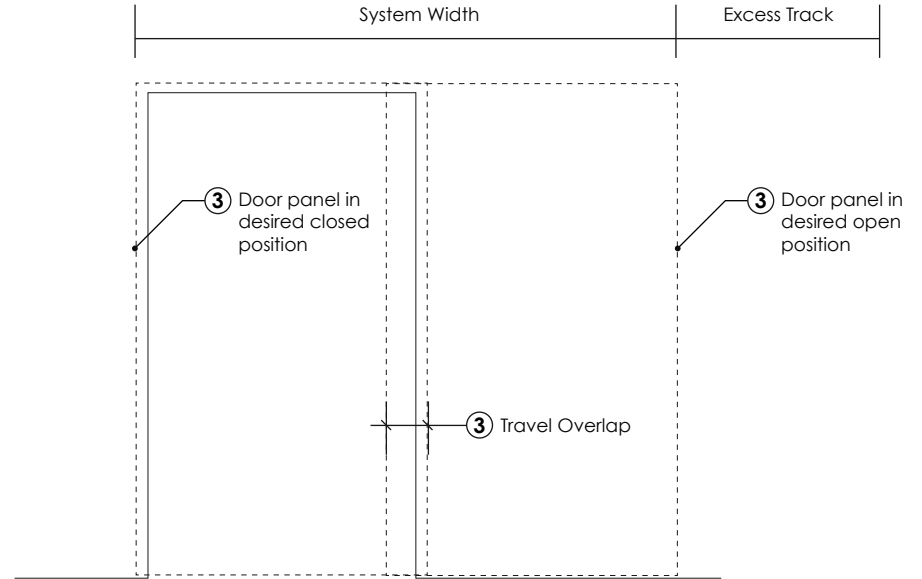 System Width
Excess Track
3 Door panel in
desired closed
position
3 Door panel in
desired open
position
3 Travel Overlap